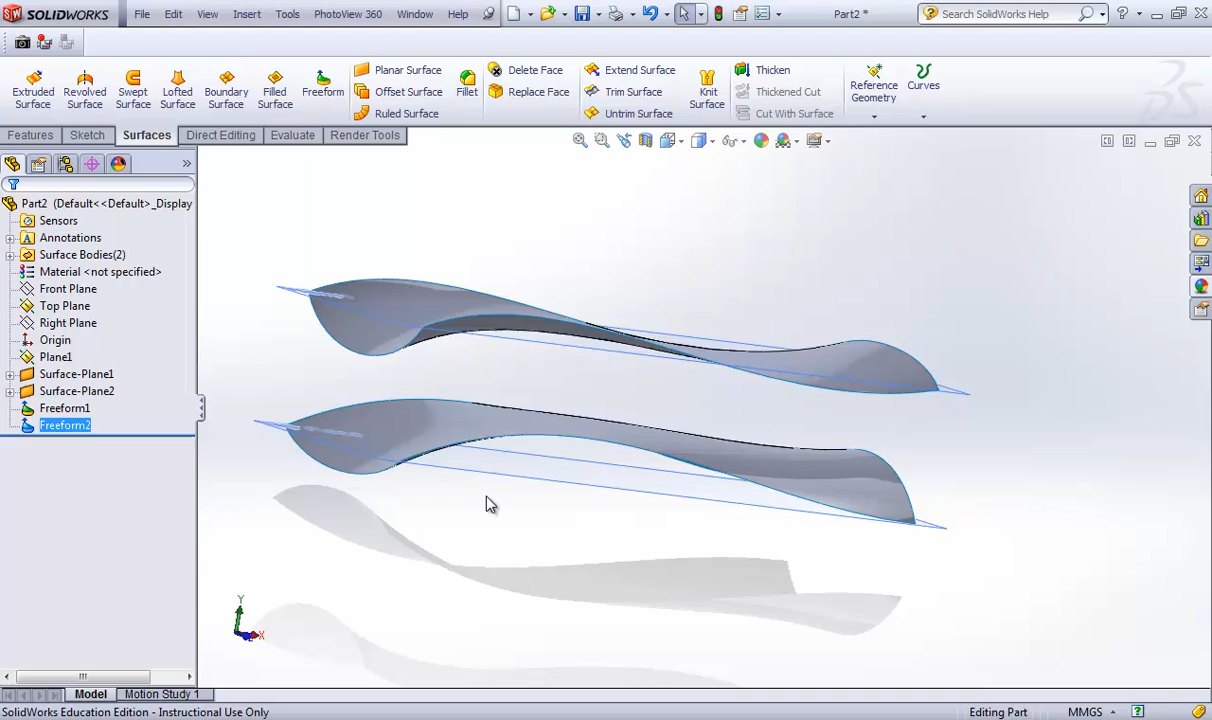 SOLIDWORKS File Edit View Insert Tools PhotoView 360 Window Help Part2 * Search SolidWorks Help
Extruded Surface
Revolved Surface
Swept Surface
Lofted Surface
Boundary Surface
Filled Surface
Freeform
Planar Surface
Offset Surface
Ruled Surface
Fillet
Delete Face
Replace Face
Extend Surface
Trim Surface
Untrim Surface
Knit Surface
Thicken
Thickened Cut
Cut With Surface
Reference Geometry
Curves
Features Sketch Surfaces Direct Editing Evaluate Render Tools
Part2 (Default<<Default>_Display
Sensors
Annotations
Surface Bodies(2)
Material <not specified>
Front Plane
Top Plane
Right Plane
Origin
Plane1
Surface-Plane1
Surface-Plane2
Freeform1
Freeform2
Y
X
Model Motion Study 1
SolidWorks Education Edition - Instructional Use Only Editing Part MMGS